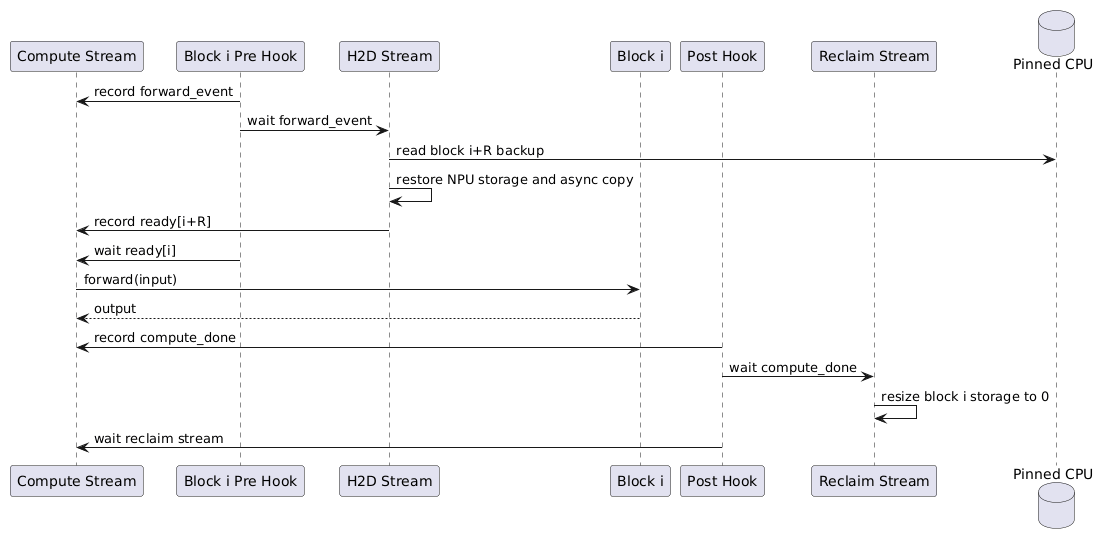 Compute Stream
Block i Pre Hook
H2D Stream
Block i
Post Hook
Reclaim Stream
Pinned CPU
record forward_event
wait forward_event
read block i+R backup
restore NPU storage and async copy
record ready[i+R]
wait ready[i]
forward(input)
output
record compute_done
wait compute_done
resize block i storage to 0
wait reclaim stream
Compute Stream
Block i Pre Hook
H2D Stream
Block i
Post Hook
Reclaim Stream
Pinned CPU